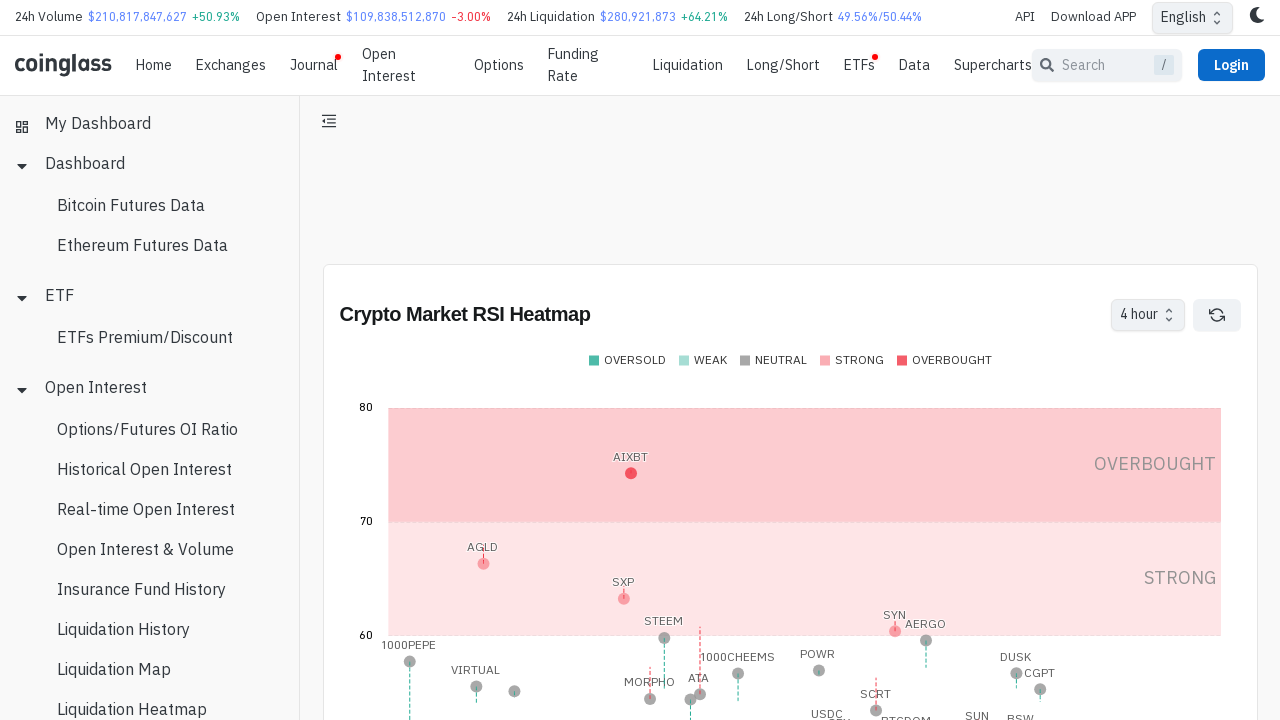 24h Volume $210,817,847,627 +50.93% Open Interest $109,838,512,870 -3.00% 24h Liquidation $280,921,873 +64.21% 24h Long/Short 49.56%/50.44% API Download APP English
coinglass Home Exchanges Journal Open Interest Options Funding Rate Liquidation Long/Short ETFs Data Supercharts Search / Login
My Dashboard
Dashboard
Bitcoin Futures Data
Ethereum Futures Data
ETF
ETFs Premium/Discount
Open Interest
Options/Futures OI Ratio
Historical Open Interest
Real-time Open Interest
Open Interest & Volume
Insurance Fund History
Liquidation History
Liquidation Map
Liquidation Heatmap
Crypto Market RSI Heatmap 4 hour
OVERSOLD WEAK NEUTRAL STRONG OVERBOUGHT
80
AIXBT
OVERBOUGHT
70
AGLD
STRONG
SXP
SYN
STEEM AERGO
60
1000PEPE
POWR
1000CHEEMS DUSK
VIRTUAL
CGPT
MORPHO ATA
SCRT
USDC
SUN
BSW
BTCDOM